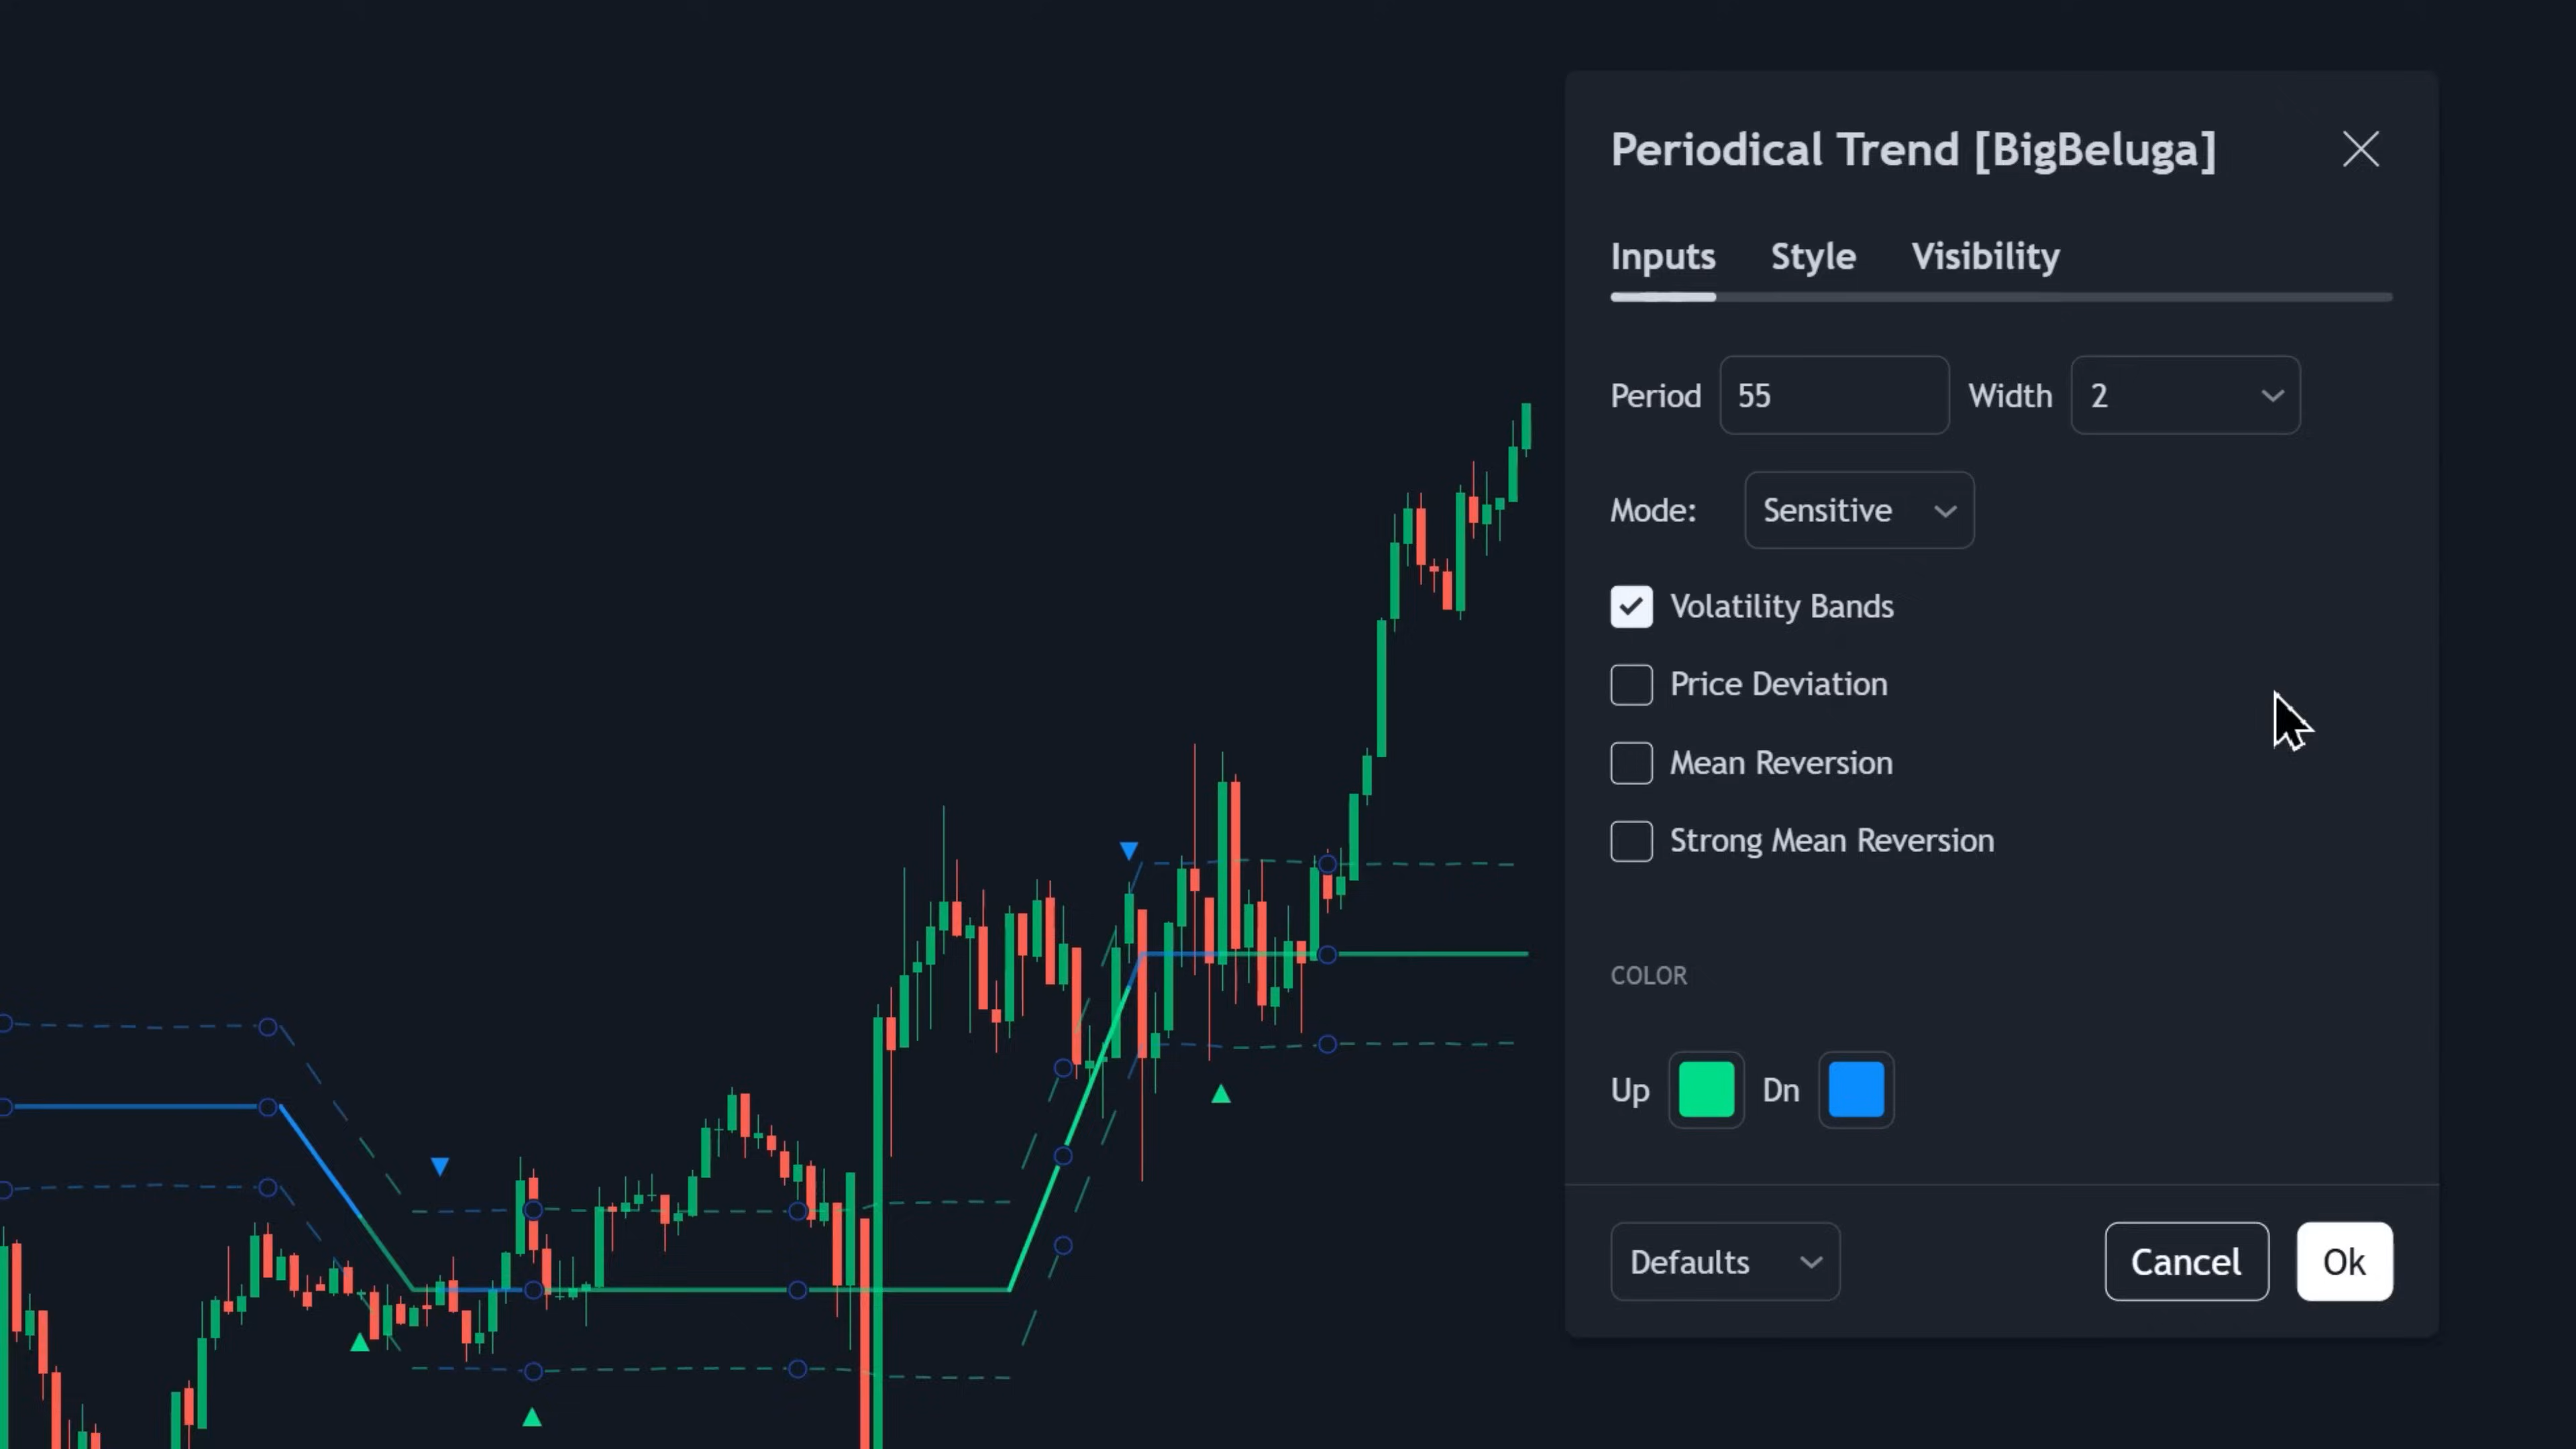 Periodical Trend [BigBeluga]
Inputs Style Visibility
Period 55 Width 2
Mode: Sensitive
Volatility Bands
Price Deviation
Mean Reversion
Strong Mean Reversion
COLOR
Up Dn
Defaults Cancel Ok